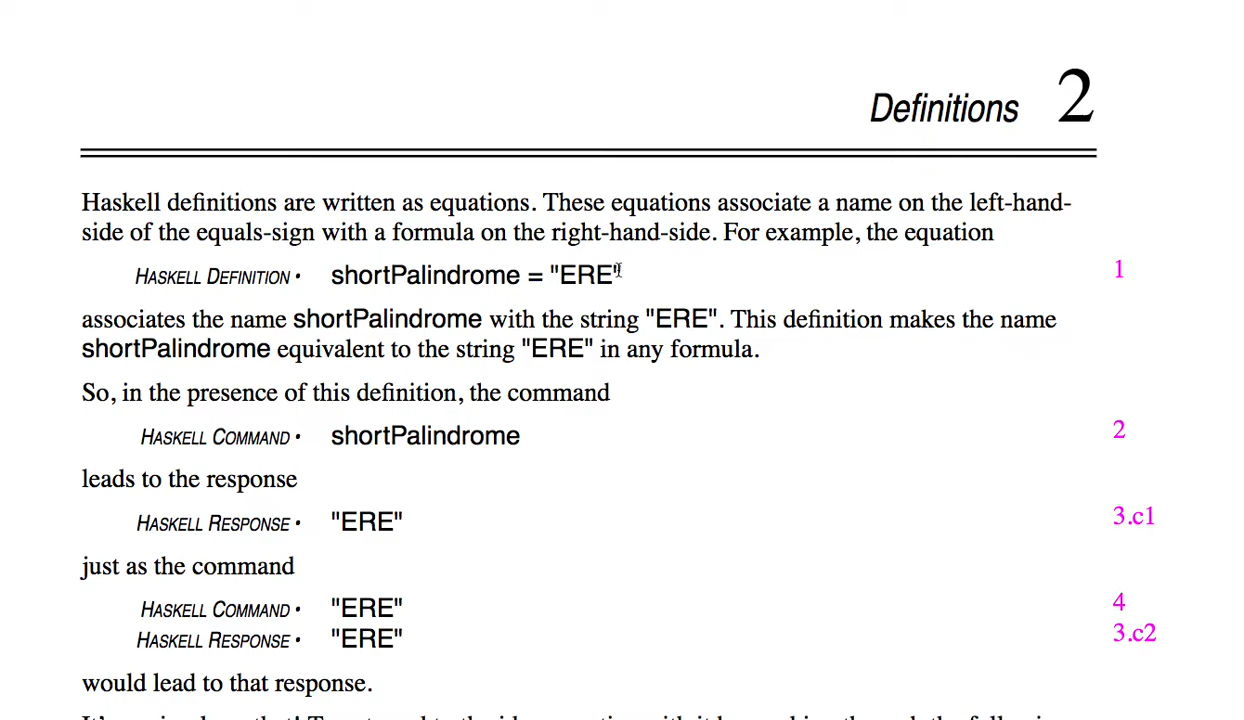 Definitions 2
Haskell definitions are written as equations. These equations associate a name on the left-hand-
side of the equals-sign with a formula on the right-hand-side. For example, the equation
HASKELL DEFINITION • shortPalindrome = "ERE" 1
associates the name shortPalindrome with the string "ERE". This definition makes the name
shortPalindrome equivalent to the string "ERE" in any formula.
So, in the presence of this definition, the command
HASKELL COMMAND • shortPalindrome 2
leads to the response
HASKELL RESPONSE • "ERE" 3.c1
just as the command
HASKELL COMMAND • "ERE" 4
HASKELL RESPONSE • "ERE" 3.c2
would lead to that response.